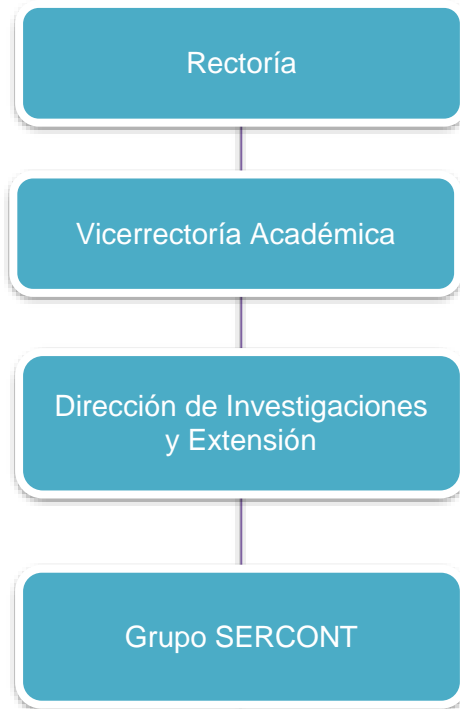 Rectoría
Vicerrectoría Académica
Dirección de Investigaciones
y Extensión
Grupo SERCONT